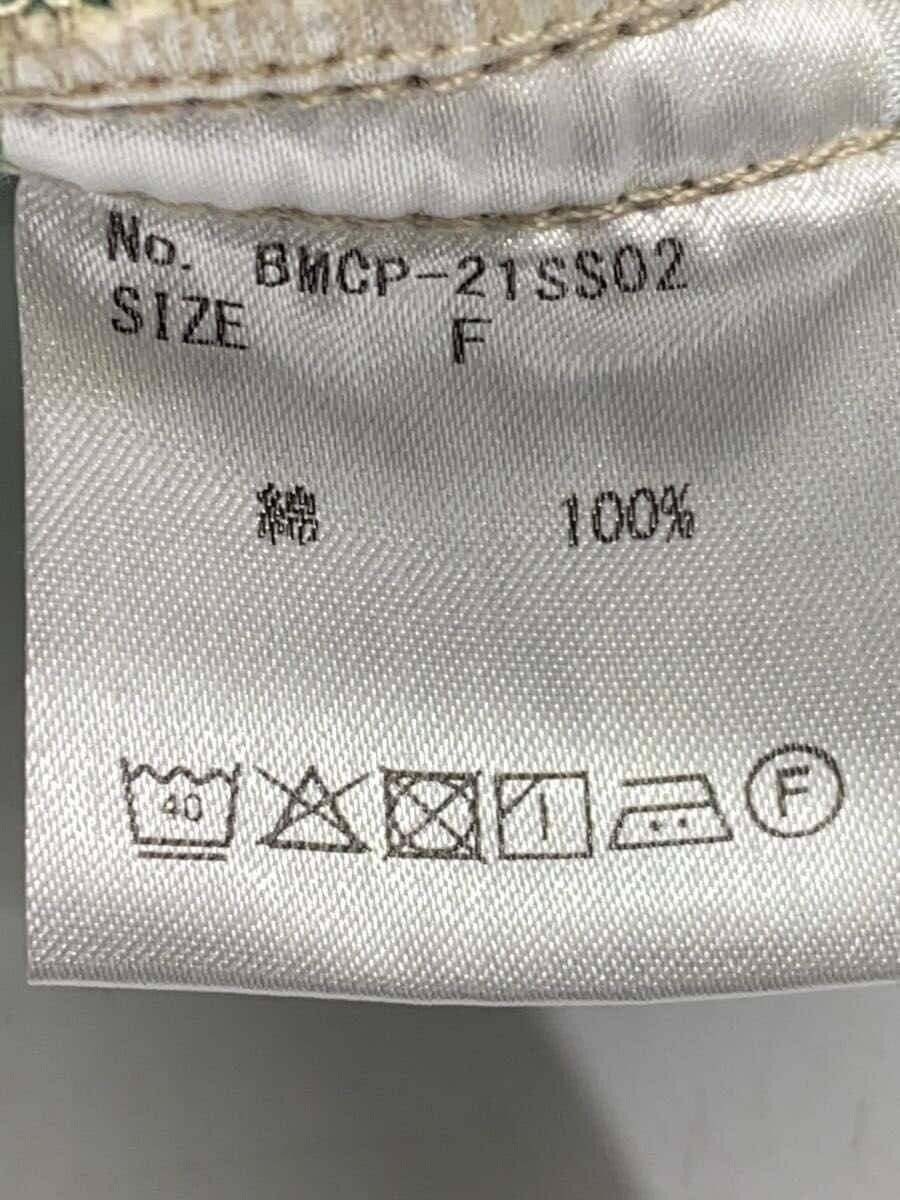 No. BMCP-21SS02
SIZE F
綿 100%
40
F